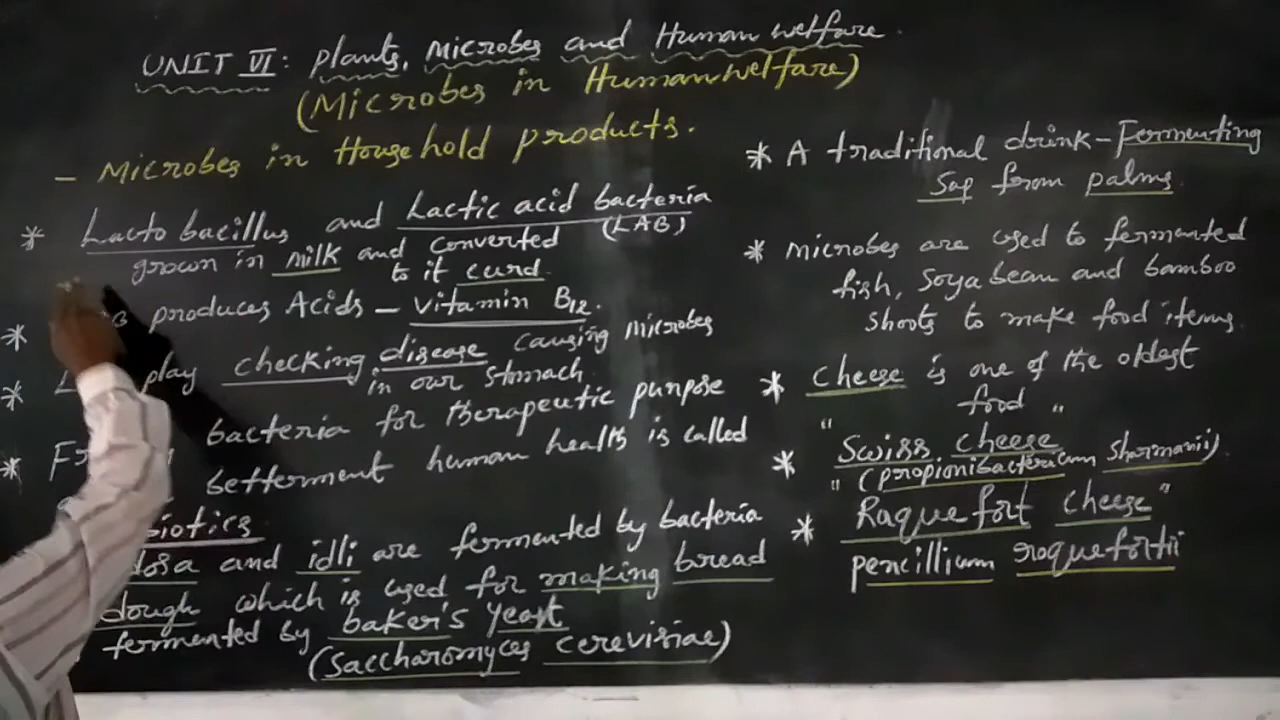 UNIT VI: Plants, Microbes and Human welfare.
(Microbes in Human welfare)
- Microbes in Household products.
* Lacto bacillus and Lactic acid bacteria
(LAB)
grown in milk and converted
to it curd.
* produces Acids - vitamin B12.
* play checking disease causing microbes
in our stomach
* bacteria for therapeutic purpose
betterment human health is called
biotics
dosa and idli are fermented by bacteria
dough which is used for making bread
fermented by baker's yeast
(Saccharomyces cerevisiae)
* A traditional drink - Fermenting
Sap from palms.
* microbes are used to fermented
fish, soya bean and bamboo
shoots to make food items.
* Cheese is one of the oldest
food "
* "Swiss cheese
" (propionibacterium sharmanii)
* Raque fort cheese"
pencillium roquefortii